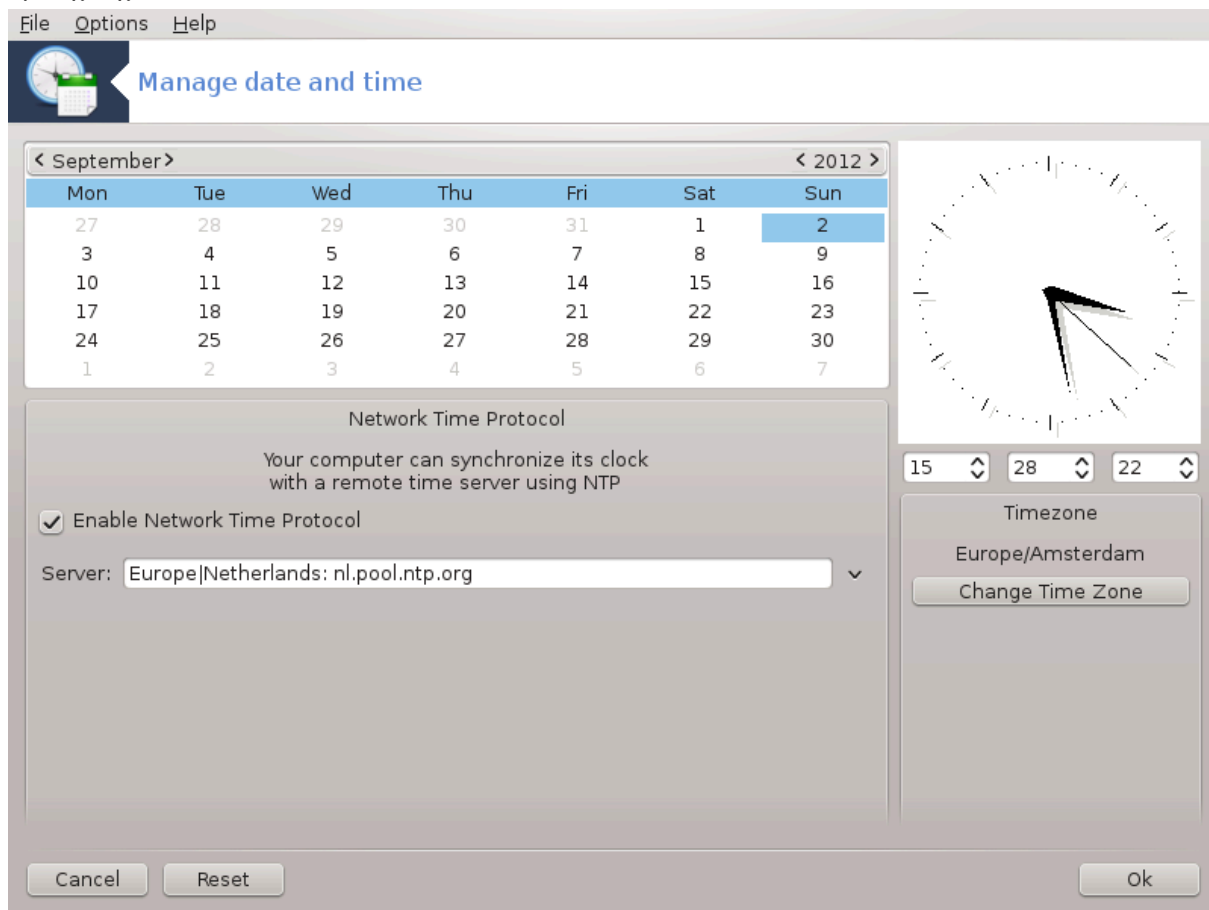 File Options Help
Manage date and time
< September > < 2012 >
Mon Tue Wed Thu Fri Sat Sun
27 28 29 30 31 1 2
3 4 5 6 7 8 9
10 11 12 13 14 15 16
17 18 19 20 21 22 23
24 25 26 27 28 29 30
1 2 3 4 5 6 7
Network Time Protocol
Your computer can synchronize its clock
with a remote time server using NTP
Enable Network Time Protocol
Server: Europe|Netherlands: nl.pool.ntp.org
15 28 22
Timezone
Europe/Amsterdam
Change Time Zone
Cancel Reset Ok